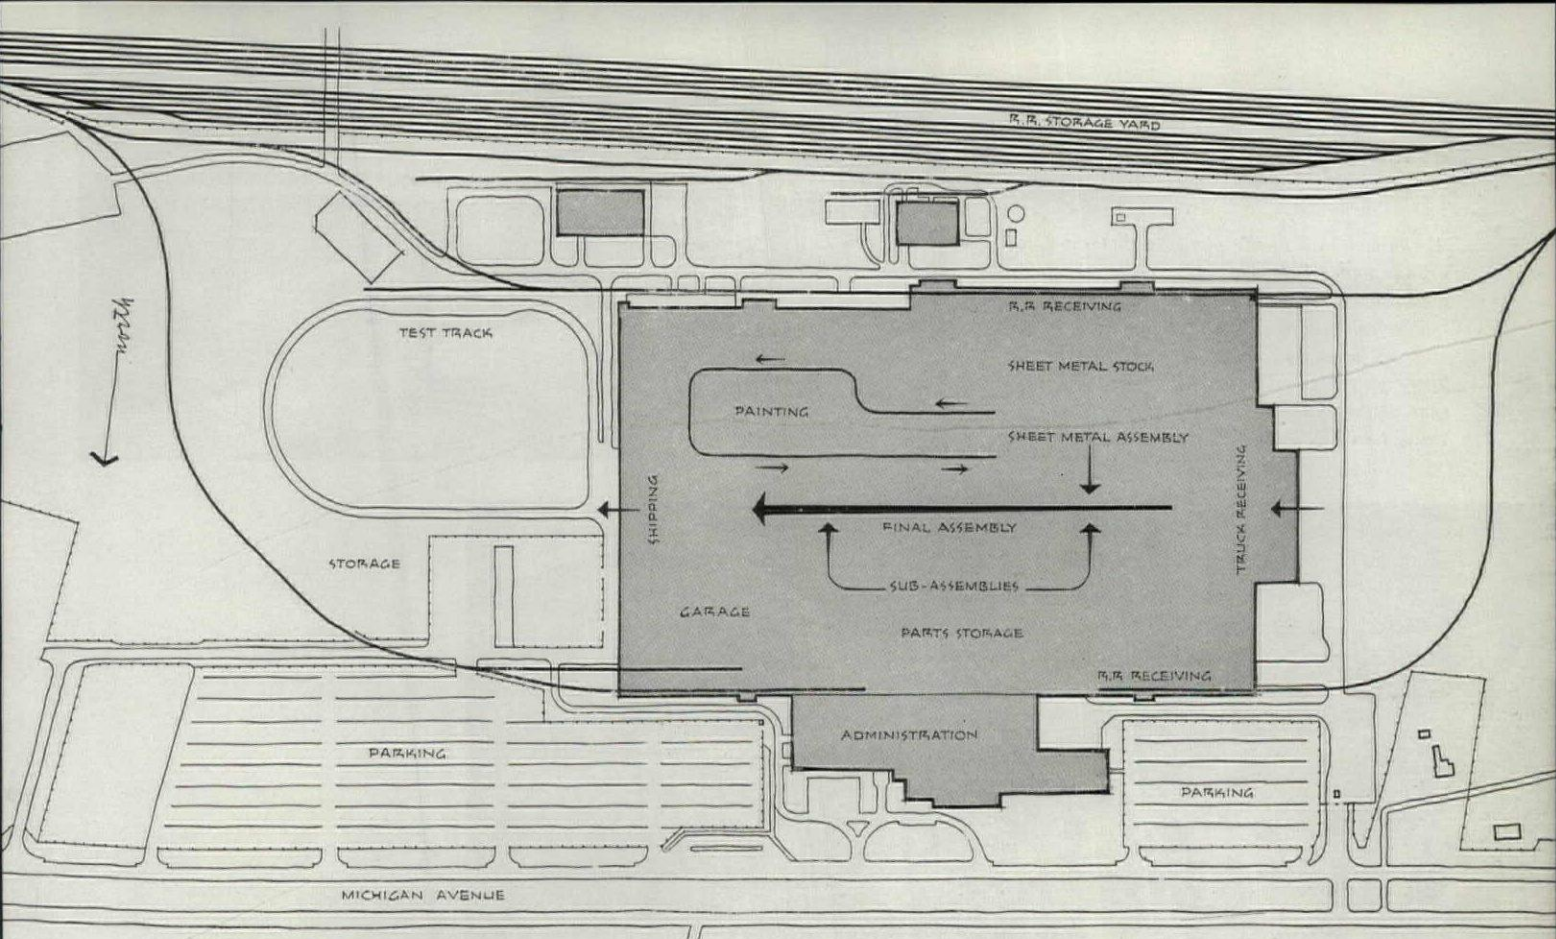 R.R. STORAGE YARD
north
TEST TRACK
R.R RECEIVING
SHEET METAL STOCK
PAINTING
SHEET METAL ASSEMBLY
SHIPPING
TRUCK RECEIVING
FINAL ASSEMBLY
STORAGE
SUB-ASSEMBLIES
GARAGE
PARTS STORAGE
R.R RECEIVING
ADMINISTRATION
PARKING
PARKING
MICHIGAN AVENUE